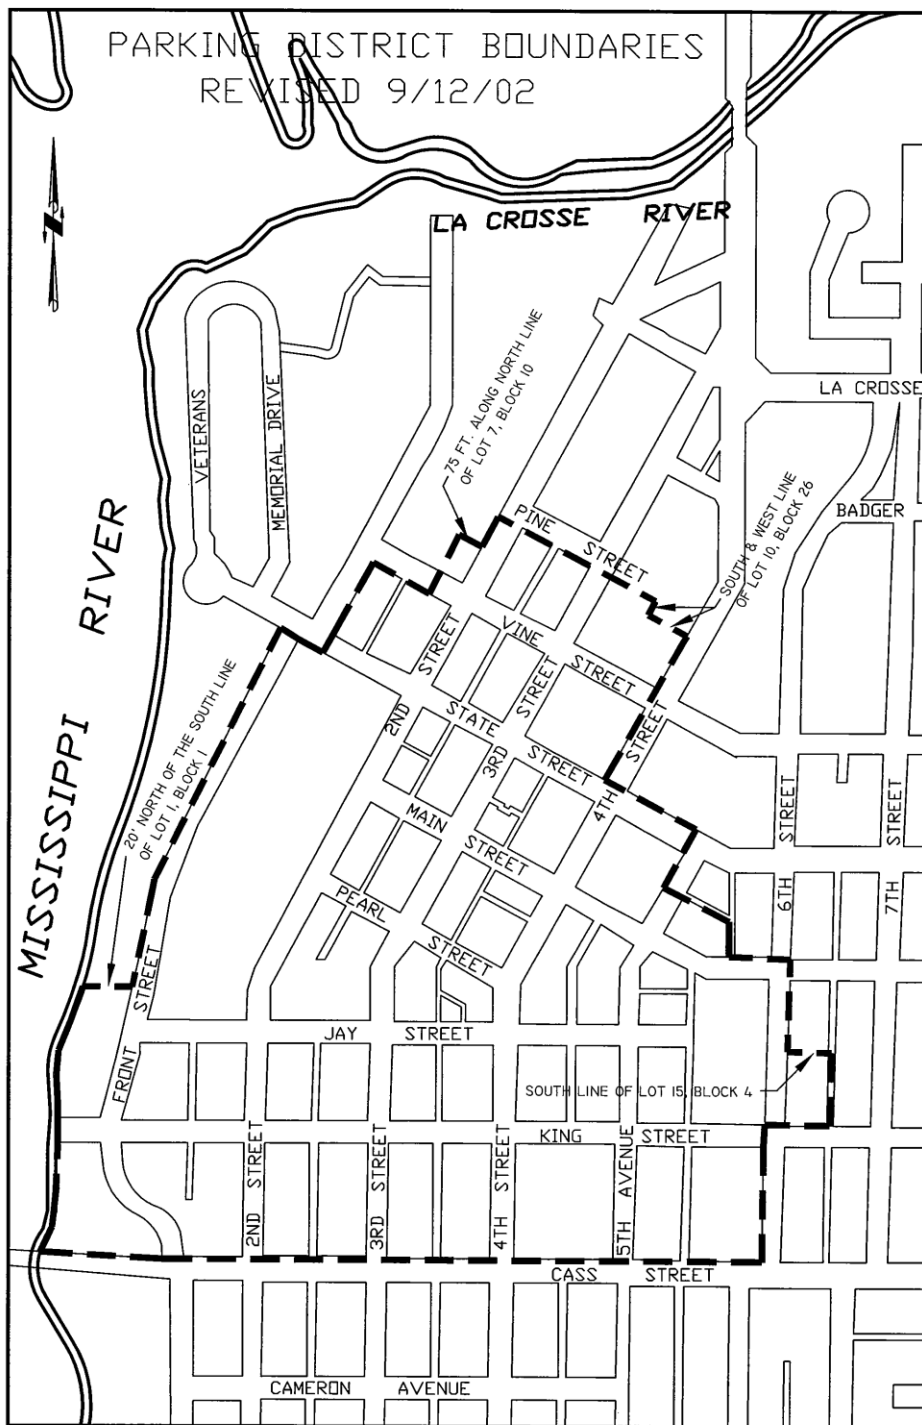 PARKING DISTRICT BOUNDARIES
REVISED 9/12/02
LA CROSSE RIVER
75 FT. ALONG NORTH LINE
OF LOT 7, BLOCK 10
LA CROSSE
VETERANS
MEMORIAL DRIVE
BADGER
SOUTH & WEST LINE
OF LOT 10, BLOCK 26
PINE STREET
MISSISSIPPI RIVER
VINE STREET
20' NORTH OF THE SOUTH LINE
OF LOT 1, BLOCK 1
2ND STREET
STATE STREET
3RD STREET
4TH STREET
MAIN STREET
6TH STREET
7TH STREET
PEARL STREET
FRONT STREET
JAY STREET
SOUTH LINE OF LOT 15, BLOCK 4
KING STREET
2ND STREET
3RD STREET
4TH STREET
5TH AVENUE
CASS STREET
CAMERON AVENUE